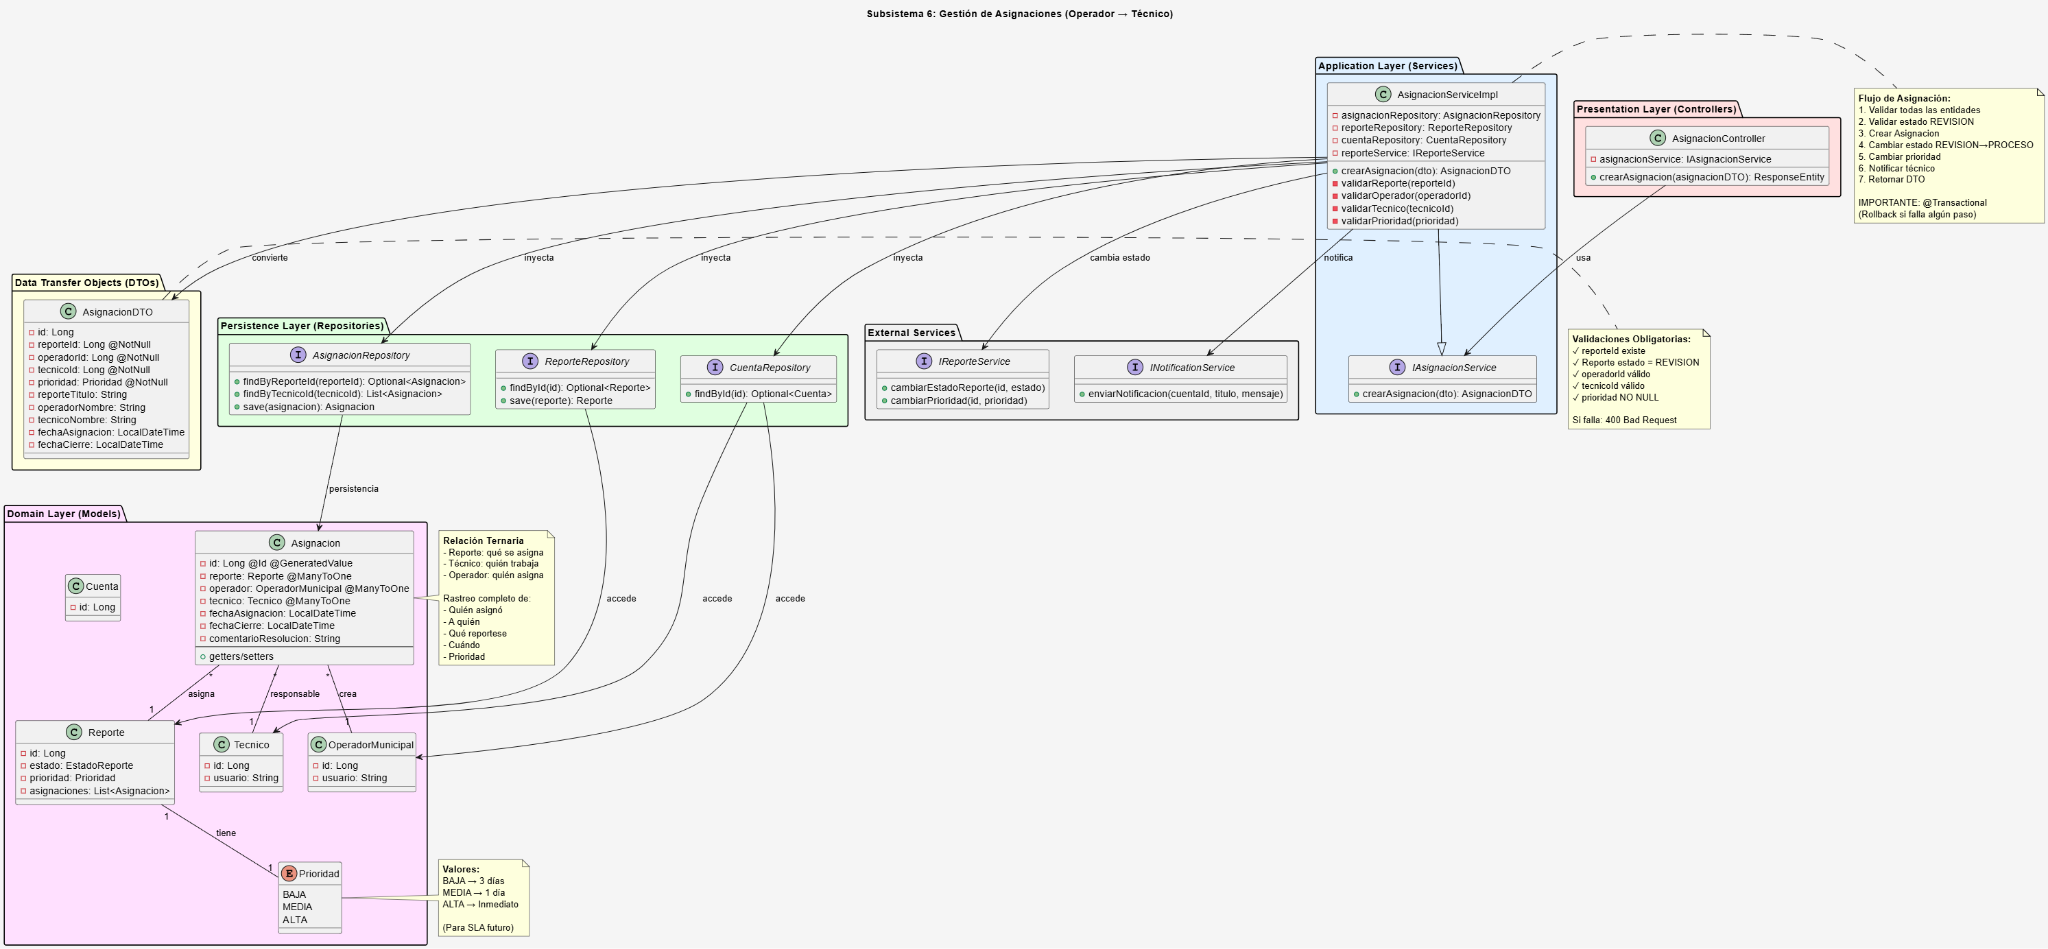 Subsistema 6: Gestión de Asignaciones (Operador → Técnico)
Application Layer (Services)
C AsignacionServiceImpl
asignacionRepository: AsignacionRepository
reporteRepository: ReporteRepository
cuentaRepository: CuentaRepository
reporteService: IReporteService
crearAsignacion(dto): AsignacionDTO
validarReporte(reporteId)
validarOperador(operadorId)
validarTecnico(tecnicoId)
validarPrioridad(prioridad)
Presentation Layer (Controllers)
C AsignacionController
asignacionService: IAsignacionService
crearAsignacion(asignacionDTO): ResponseEntity
Flujo de Asignación:
1. Validar todas las entidades
2. Validar estado REVISION
3. Crear Asignacion
4. Cambiar estado REVISION→PROCESO
5. Cambiar prioridad
6. Notificar técnico
7. Retornar DTO
IMPORTANTE: @Transactional
(Rollback si falla algún paso)
convierte
inyecta
inyecta
inyecta
cambia estado
notifica
usa
Data Transfer Objects (DTOs)
C AsignacionDTO
id: Long
reporteId: Long @NotNull
operadorId: Long @NotNull
tecnicoId: Long @NotNull
prioridad: Prioridad @NotNull
reporteTitulo: String
operadorNombre: String
tecnicoNombre: String
fechaAsignacion: LocalDateTime
fechaCierre: LocalDateTime
Persistence Layer (Repositories)
I AsignacionRepository
findByReporteId(reporteId): Optional<Asignacion>
findByTecnicoId(tecnicoId): List<Asignacion>
save(asignacion): Asignacion
I ReporteRepository
findById(id): Optional<Reporte>
save(reporte): Reporte
I CuentaRepository
findById(id): Optional<Cuenta>
External Services
I IReporteService
cambiarEstadoReporte(id, estado)
cambiarPrioridad(id, prioridad)
I INotificationService
enviarNotificacion(cuentaId, titulo, mensaje)
I IAsignacionService
crearAsignacion(dto): AsignacionDTO
Validaciones Obligatorias:
✓ reporteId existe
✓ Reporte estado = REVISION
✓ operadorId válido
✓ tecnicoId válido
✓ prioridad NO NULL
Si falla: 400 Bad Request
persistencia
Domain Layer (Models)
C Cuenta
id: Long
C Asignacion
id: Long @Id @GeneratedValue
reporte: Reporte @ManyToOne
operador: OperadorMunicipal @ManyToOne
tecnico: Tecnico @ManyToOne
fechaAsignacion: LocalDateTime
fechaCierre: LocalDateTime
comentarioResolucion: String
getters/setters
Relación Ternaria
- Reporte: qué se asigna
- Técnico: quién trabaja
- Operador: quién asigna
Rastreo completo de:
- Quién asignó
- A quién
- Qué reportese
- Cuándo
- Prioridad
accede
accede
accede
* * *
asigna
responsable
crea
1 1 1
C Reporte
id: Long
estado: EstadoReporte
prioridad: Prioridad
asignaciones: List<Asignacion>
C Tecnico
id: Long
usuario: String
C OperadorMunicipal
id: Long
usuario: String
1
tiene
1
E Prioridad
BAJA
MEDIA
ALTA
Valores:
BAJA → 3 días
MEDIA → 1 día
ALTA → Inmediato
(Para SLA futuro)